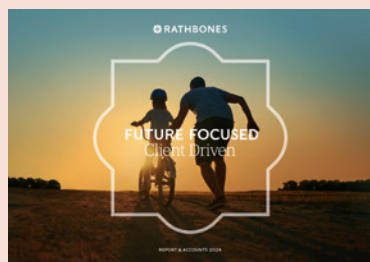 RATHBONES
FUTURE FOCUSED
Client Driven
REPORT & ACCOUNTS 2024